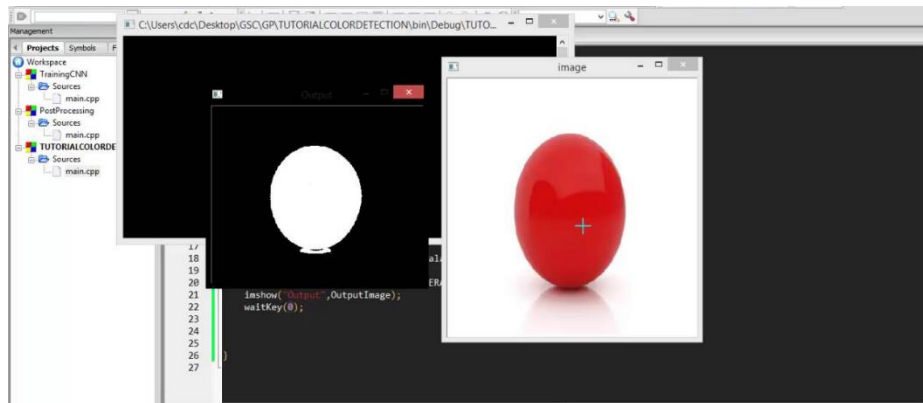 C:\Users\cdc\Desktop\GSC\GP\TUTORIALCOLORDETECTION\bin\Debug\TUTO...
Management
Projects Symbols F
Workspace
TrainingCNN
Sources
main.cpp
PostProcessing
Sources
main.cpp
TUTORIALCOLORDE
Sources
main.cpp
Output
image
17
18
19
20
21 imshow("Output",OutputImage);
22 waitKey(0);
23
24
25
26 }
27